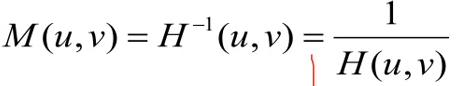 M(u,v) = H⁻¹(u,v) = 1/H(u,v)